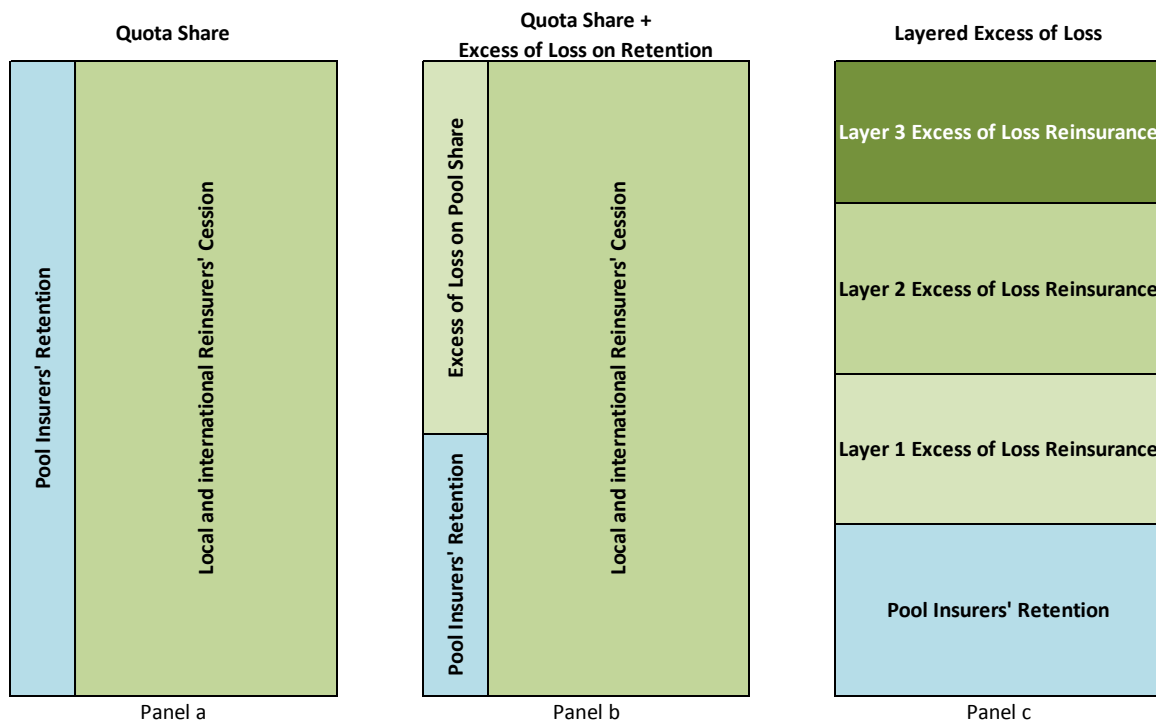 Quota Share
Pool Insurers' Retention
Local and international Reinsurers' Cession
Panel a
Quota Share +
Excess of Loss on Retention
Excess of Loss on Pool Share
Pool Insurers' Retention
Local and international Reinsurers' Cession
Panel b
Layered Excess of Loss
Layer 3 Excess of Loss Reinsurance
Layer 2 Excess of Loss Reinsurance
Layer 1 Excess of Loss Reinsurance
Pool Insurers' Retention
Panel c